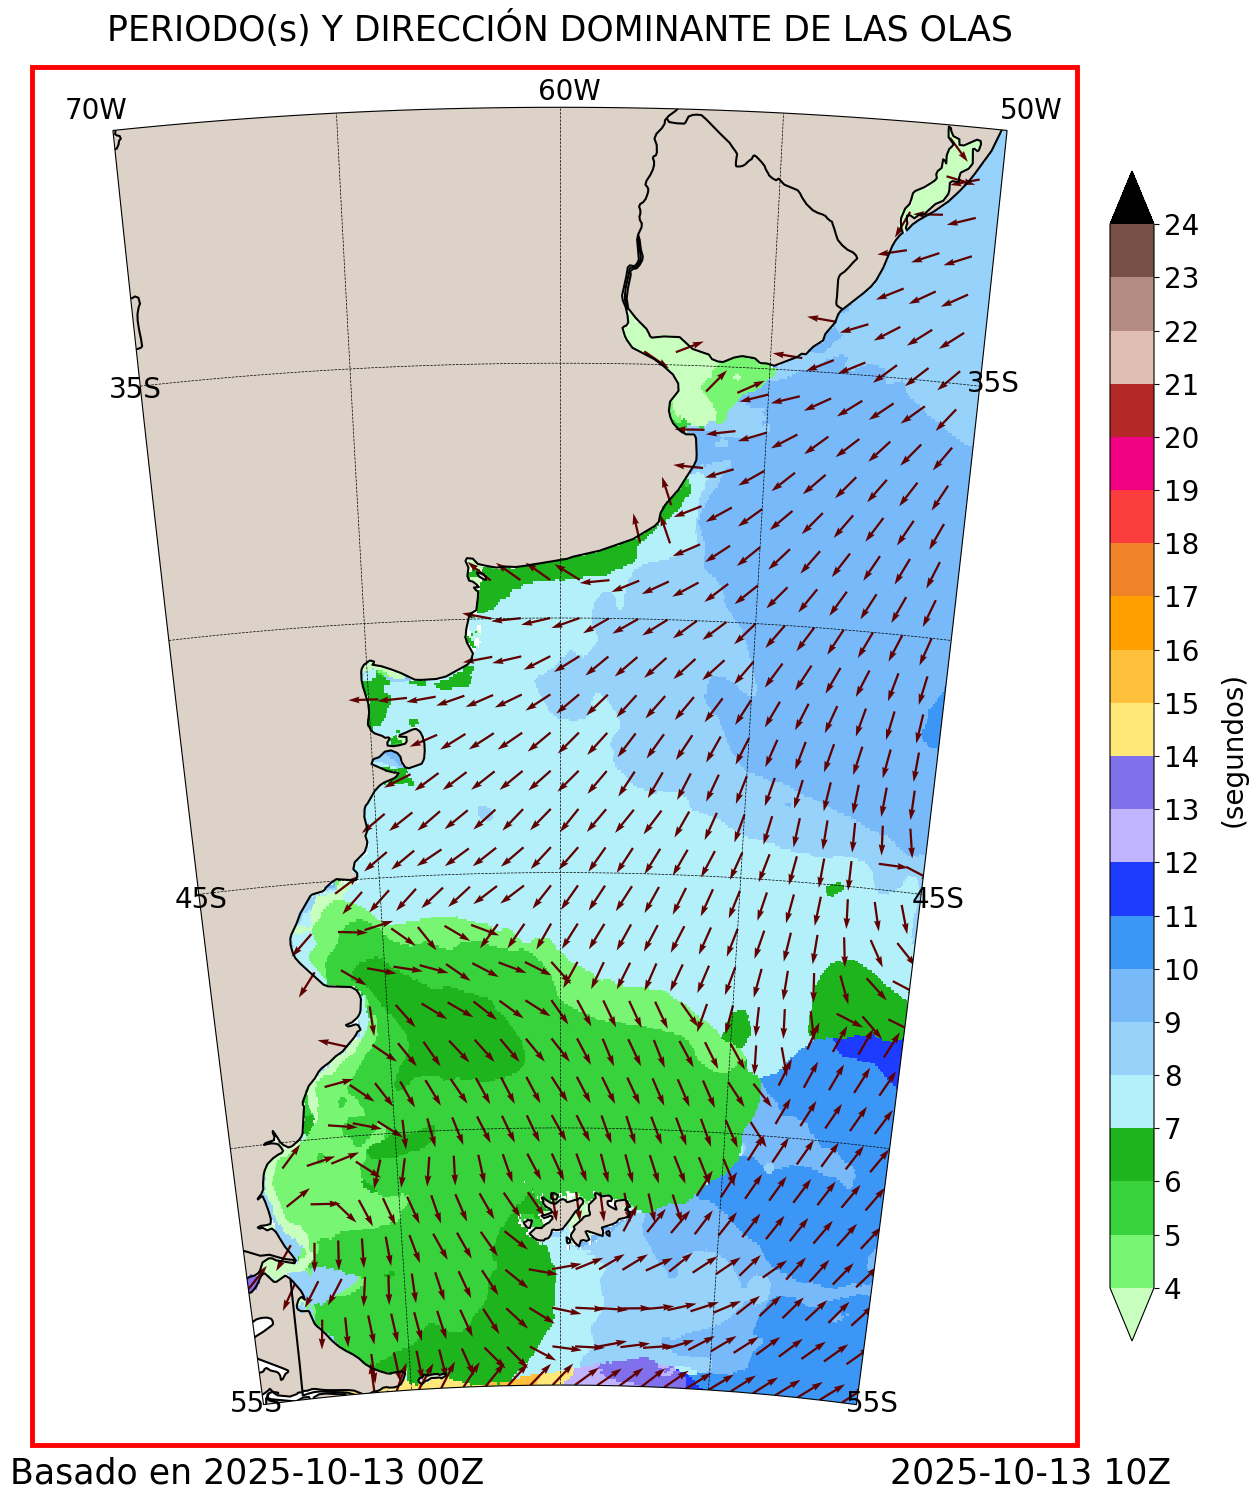 PERIODO(s) Y DIRECCIÓN DOMINANTE DE LAS OLAS
70W
60W
50W
35S
35S
45S
45S
55S
55S
24
23
22
21
20
19
18
17
16
15
14
13
12
11
10
9
8
7
6
5
4
(segundos)
Basado en 2025-10-13 00Z
2025-10-13 10Z